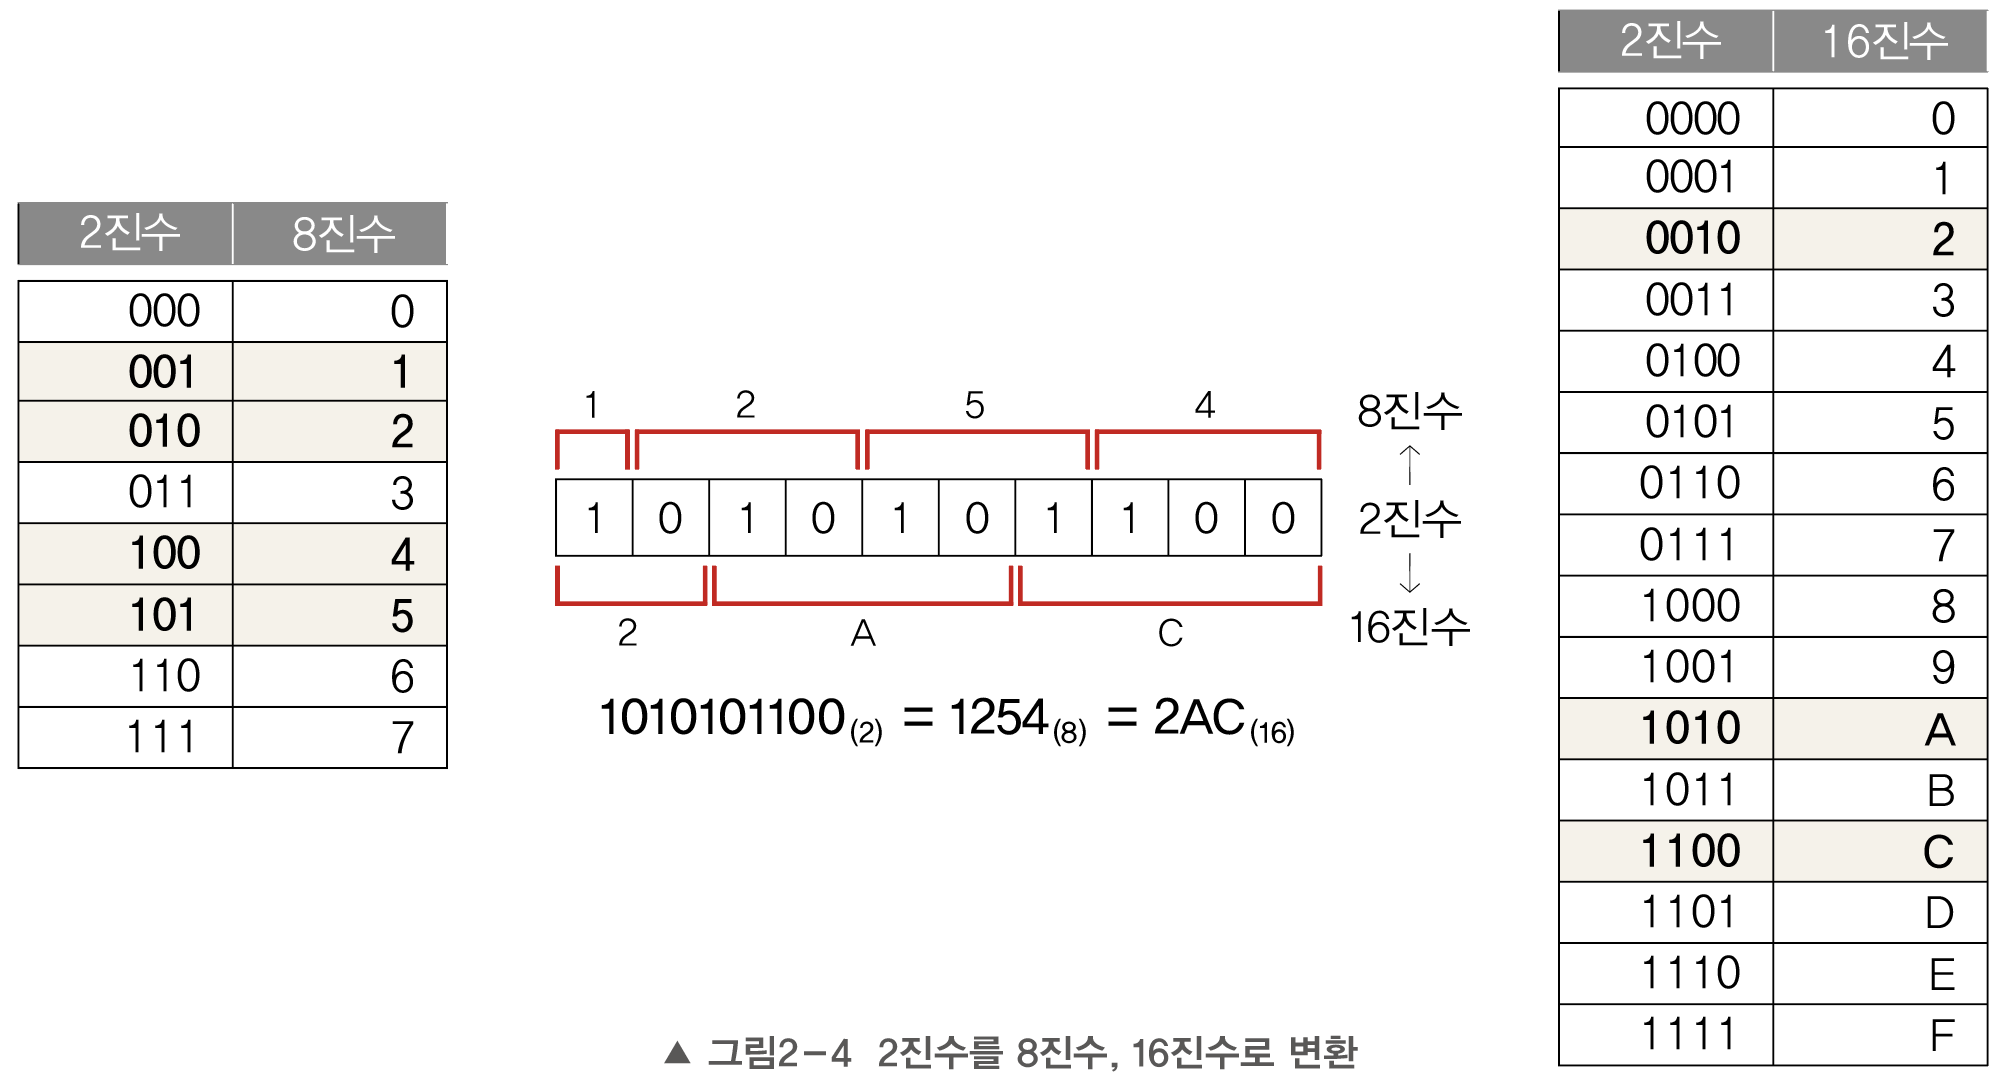 2진수 8진수
000 0
001 1
010 2
011 3
100 4
101 5
110 6
111 7
1 2 5 4 8진수
1 0 1 0 1 0 1 1 0 0 2진수
2 A C 16진수
1010101100(2) = 1254(8) = 2AC(16)
2진수 16진수
0000 0
0001 1
0010 2
0011 3
0100 4
0101 5
0110 6
0111 7
1000 8
1001 9
1010 A
1011 B
1100 C
1101 D
1110 E
1111 F
▲ 그림2-4 2진수를 8진수, 16진수로 변환